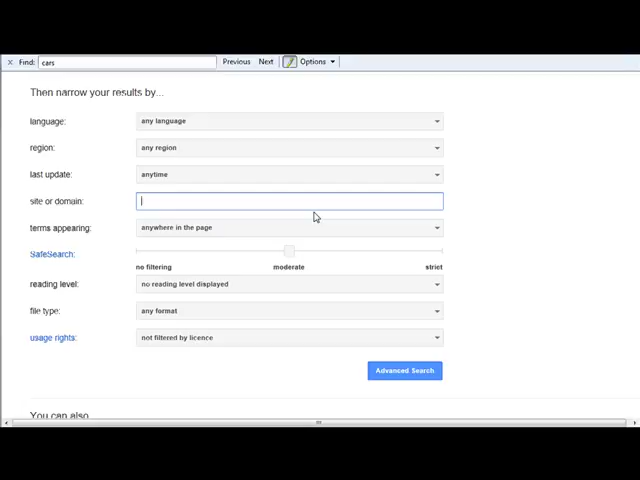 x Find: cars Previous Next Options
Then narrow your results by...
language: any language
region: any region
last update: anytime
site or domain:
terms appearing: anywhere in the page
SafeSearch:
no filtering moderate strict
reading level: no reading level displayed
file type: any format
usage rights: not filtered by licence
Advanced Search
You can also